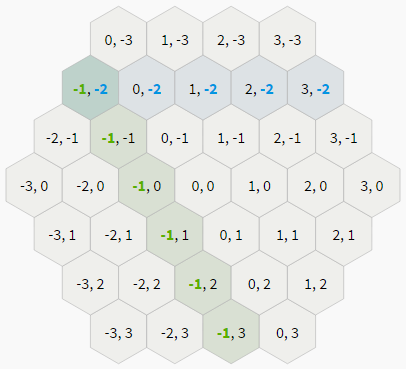 0, -3 1, -3 2, -3 3, -3
-1, -2 0, -2 1, -2 2, -2 3, -2
-2, -1 -1, -1 0, -1 1, -1 2, -1 3, -1
-3, 0 -2, 0 -1, 0 0, 0 1, 0 2, 0 3, 0
-3, 1 -2, 1 -1, 1 0, 1 1, 1 2, 1
-3, 2 -2, 2 -1, 2 0, 2 1, 2
-3, 3 -2, 3 -1, 3 0, 3